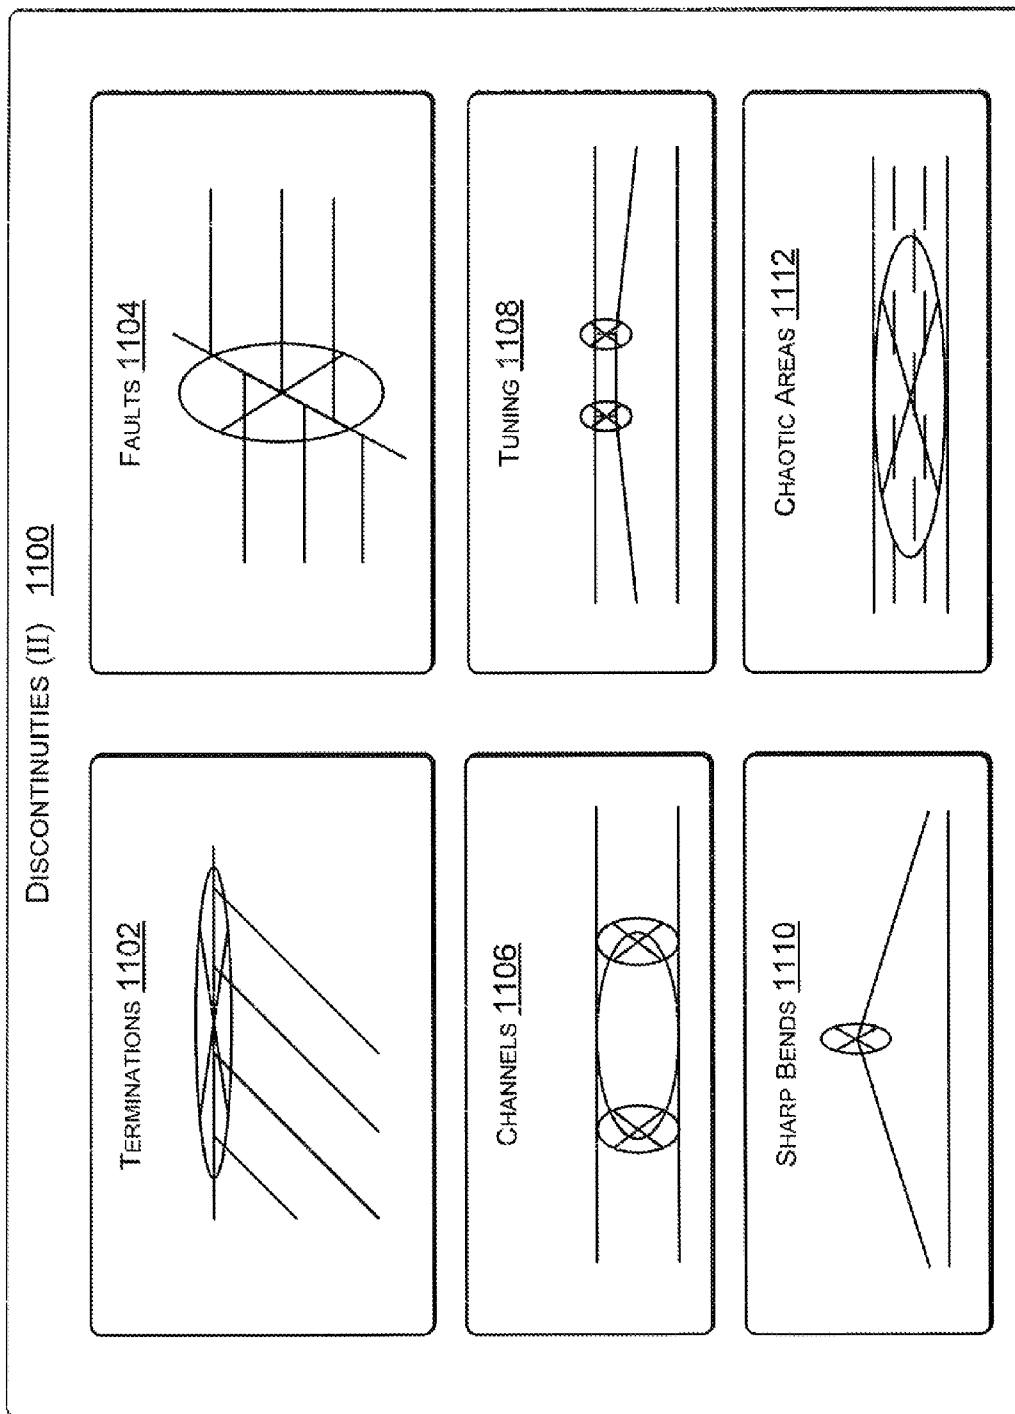 DISCONTINUITIES (II) 1100
TERMINATIONS 1102
FAULTS 1104
CHANNELS 1106
TUNING 1108
SHARP BENDS 1110
CHAOTIC AREAS 1112